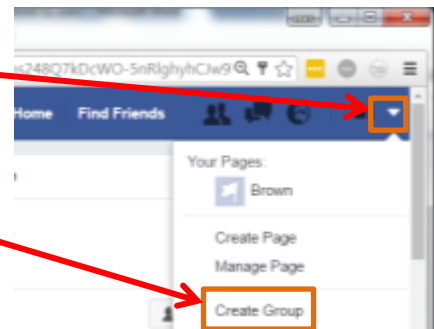 Home Find Friends
Your Pages:
Brown
Create Page
Manage Page
Create Group